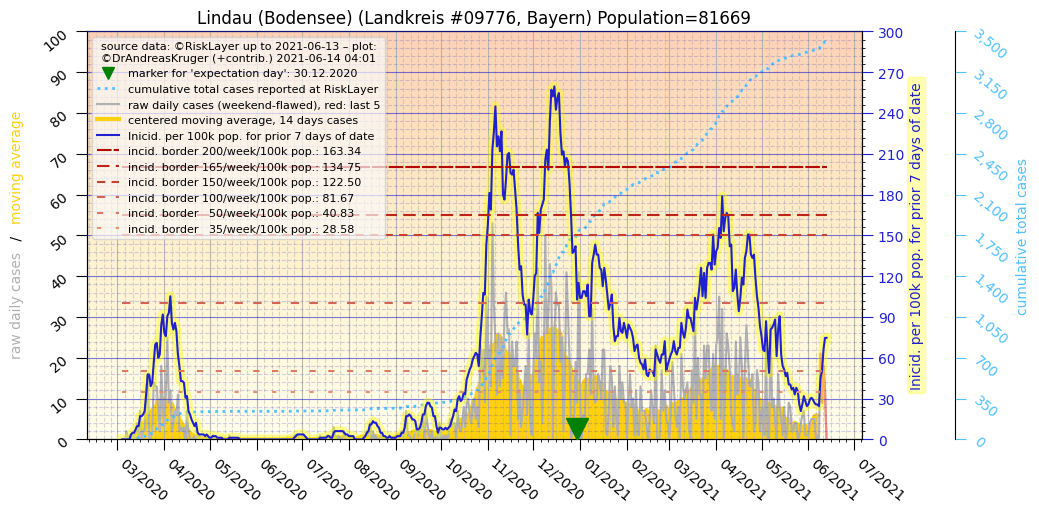 Lindau (Bodensee) (Landkreis #09776, Bayern) Population=81669
source data: ©RiskLayer up to 2021-06-13 – plot:
©DrAndreasKruger (+contrib.) 2021-06-14 04:01
marker for 'expectation day': 30.12.2020
cumulative total cases reported at RiskLayer
raw daily cases (weekend-flawed), red: last 5
centered moving average, 14 days cases
Inicid. per 100k pop. for prior 7 days of date
incid. border 200/week/100k pop.: 163.34
incid. border 165/week/100k pop.: 134.75
incid. border 150/week/100k pop.: 122.50
incid. border 100/week/100k pop.: 81.67
incid. border 50/week/100k pop.: 40.83
incid. border 35/week/100k pop.: 28.58
raw daily cases / moving average
100
90
80
70
60
50
40
30
20
10
0
03/2020
04/2020
05/2020
06/2020
07/2020
08/2020
09/2020
10/2020
11/2020
12/2020
01/2021
02/2021
03/2021
04/2021
05/2021
06/2021
07/2021
300
270
240
210
180
150
120
90
60
30
0
Inicid. per 100k pop. for prior 7 days of date
3,500
3,150
2,800
2,450
2,100
1,750
1,400
1,050
700
350
0
cumulative total cases